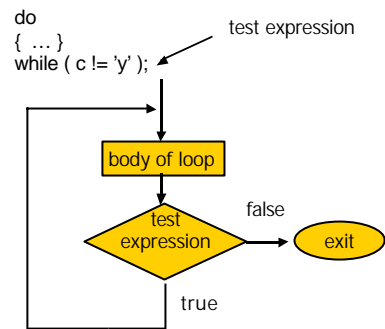 do
{ ... }
while ( c != 'y' );
test expression
body of loop
test
expression
false
exit
true